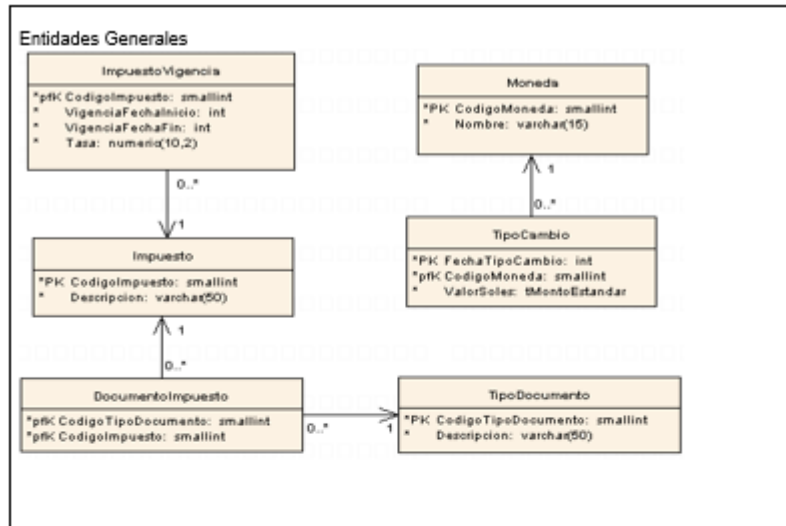 Entidades Generales
ImpuestoVigencia
*pfK CodigoImpuesto: smallint
* VigenciaFechaInicio: int
* VigenciaFechaFin: int
* Tasa: numeric(10,2)
0..*
1
Impuesto
*PK CodigoImpuesto: smallint
* Descripcion: varchar(50)
1
0..*
DocumentoImpuesto
*pfK CodigoTipoDocumento: smallint
*pfK CodigoImpuesto: smallint
0..*
1
Moneda
*PK CodigoMoneda: smallint
* Nombre: varchar(15)
1
0..*
TipoCambio
*PK FechaTipoCambio: int
*pfK CodigoMoneda: smallint
* ValorSoles: tMontoEstandar
TipoDocumento
*PK CodigoTipoDocumento: smallint
* Descripcion: varchar(50)